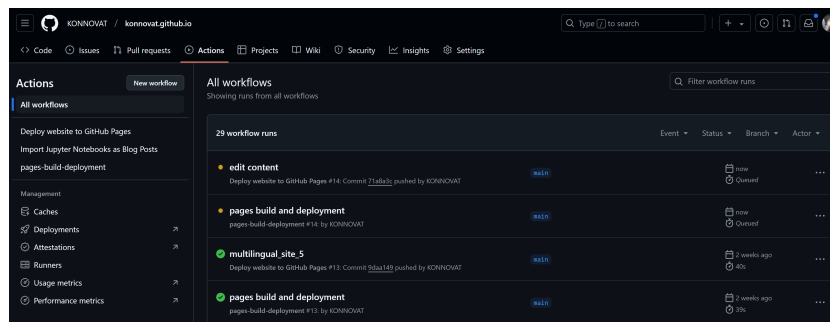 KONNOVAT / konnovat.github.io
Type / to search
Code Issues Pull requests Actions Projects Wiki Security Insights Settings
Actions
New workflow
All workflows
Deploy website to GitHub Pages
Import Jupyter Notebooks as Blog Posts
pages-build-deployment
Management
Caches
Deployments
Attestations
Runners
Usage metrics
Performance metrics
All workflows
Showing runs from all workflows
Filter workflow runs
29 workflow runs
Event Status Branch Actor
edit content
Deploy website to GitHub Pages #14: Commit 71a8a3c pushed by KONNOVAT
main
now
Queued
pages build and deployment
pages-build-deployment #14: by KONNOVAT
main
now
Queued
multilingual_site_5
Deploy website to GitHub Pages #13: Commit 9daa149 pushed by KONNOVAT
main
2 weeks ago
40s
pages build and deployment
pages-build-deployment #13: by KONNOVAT
main
2 weeks ago
39s